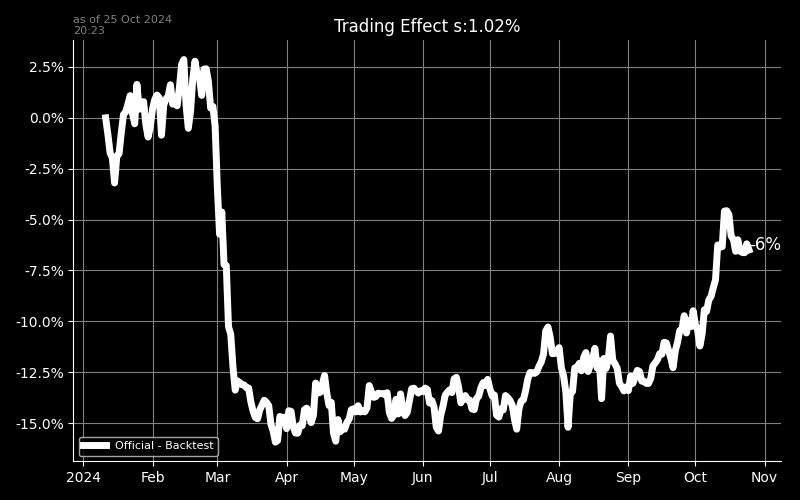 as of 25 Oct 2024
20:23
Trading Effect s:1.02%
2.5%
0.0%
-2.5%
-5.0%
-7.5%
-10.0%
-12.5%
-15.0%
-6%
Official - Backtest
2024 Feb Mar Apr May Jun Jul Aug Sep Oct Nov